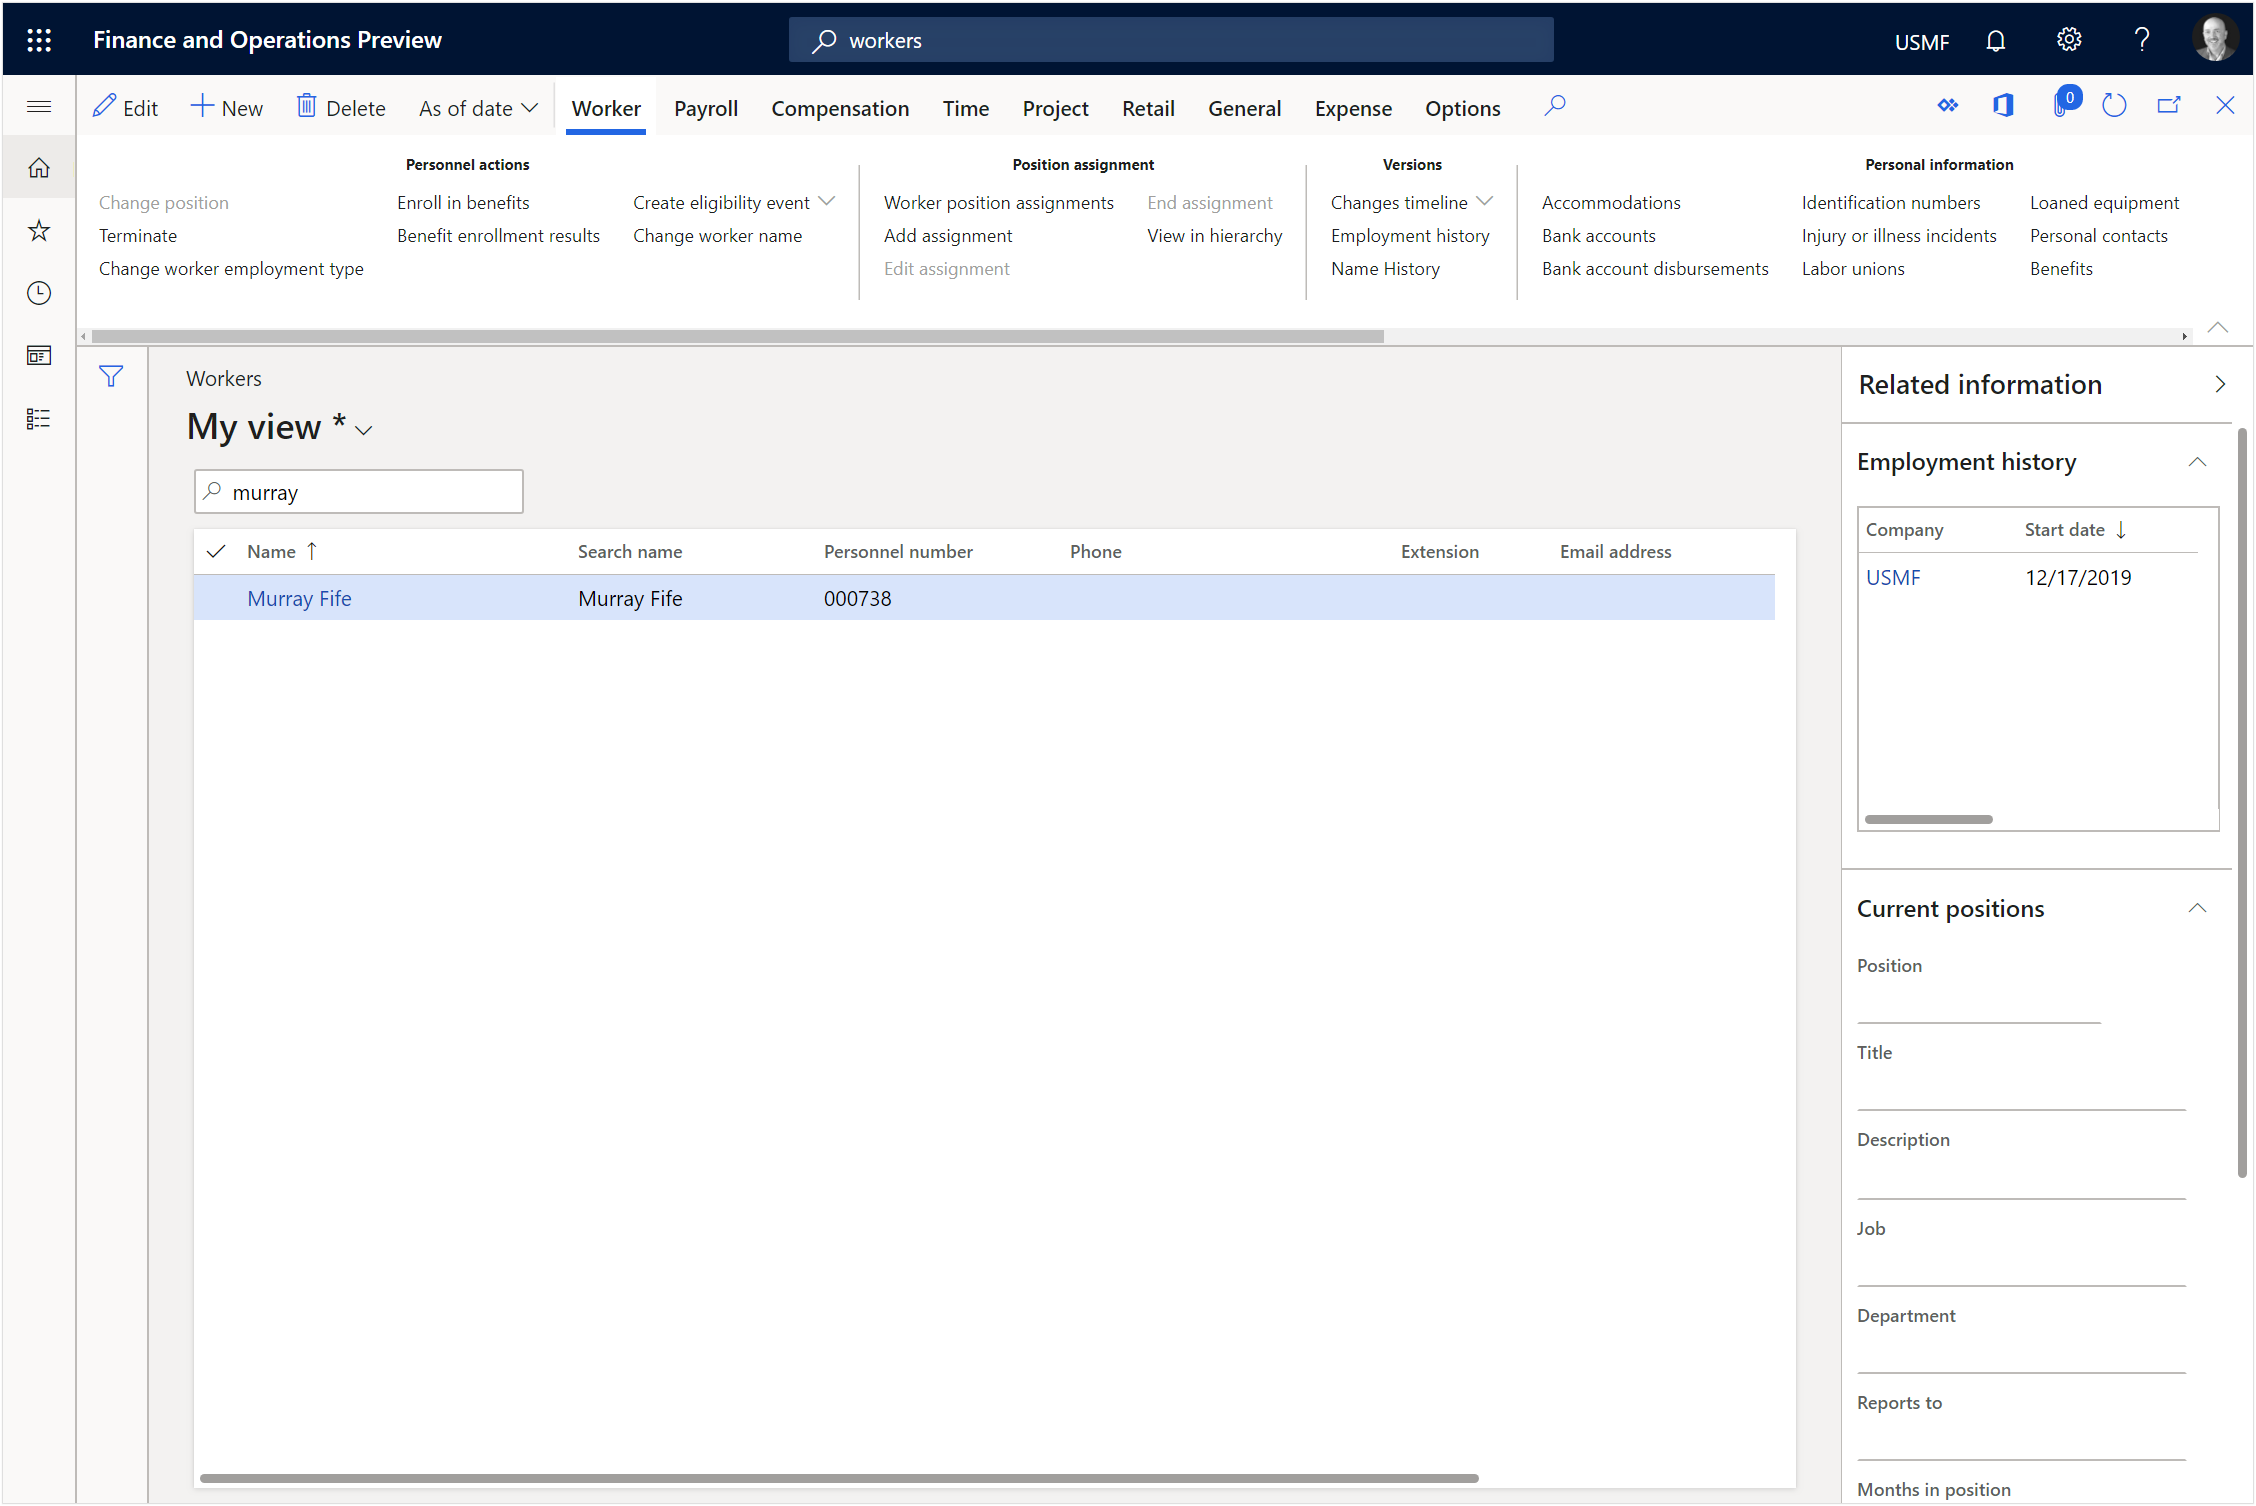 Finance and Operations Preview
workers
USMF
?
Edit
New
Delete
As of date
Worker
Payroll
Compensation
Time
Project
Retail
General
Expense
Options
0
Personnel actions
Change position
Enroll in benefits
Create eligibility event
Terminate
Benefit enrollment results
Change worker name
Change worker employment type
Position assignment
Worker position assignments
End assignment
Add assignment
View in hierarchy
Edit assignment
Versions
Changes timeline
Employment history
Name History
Personal information
Accommodations
Identification numbers
Loaned equipment
Bank accounts
Injury or illness incidents
Personal contacts
Bank account disbursements
Labor unions
Benefits
Workers
My view *
murray
Name
Search name
Personnel number
Phone
Extension
Email address
Murray Fife
Murray Fife
000738
Related information
Employment history
Company
Start date
USMF
12/17/2019
Current positions
Position
Title
Description
Job
Department
Reports to
Months in position